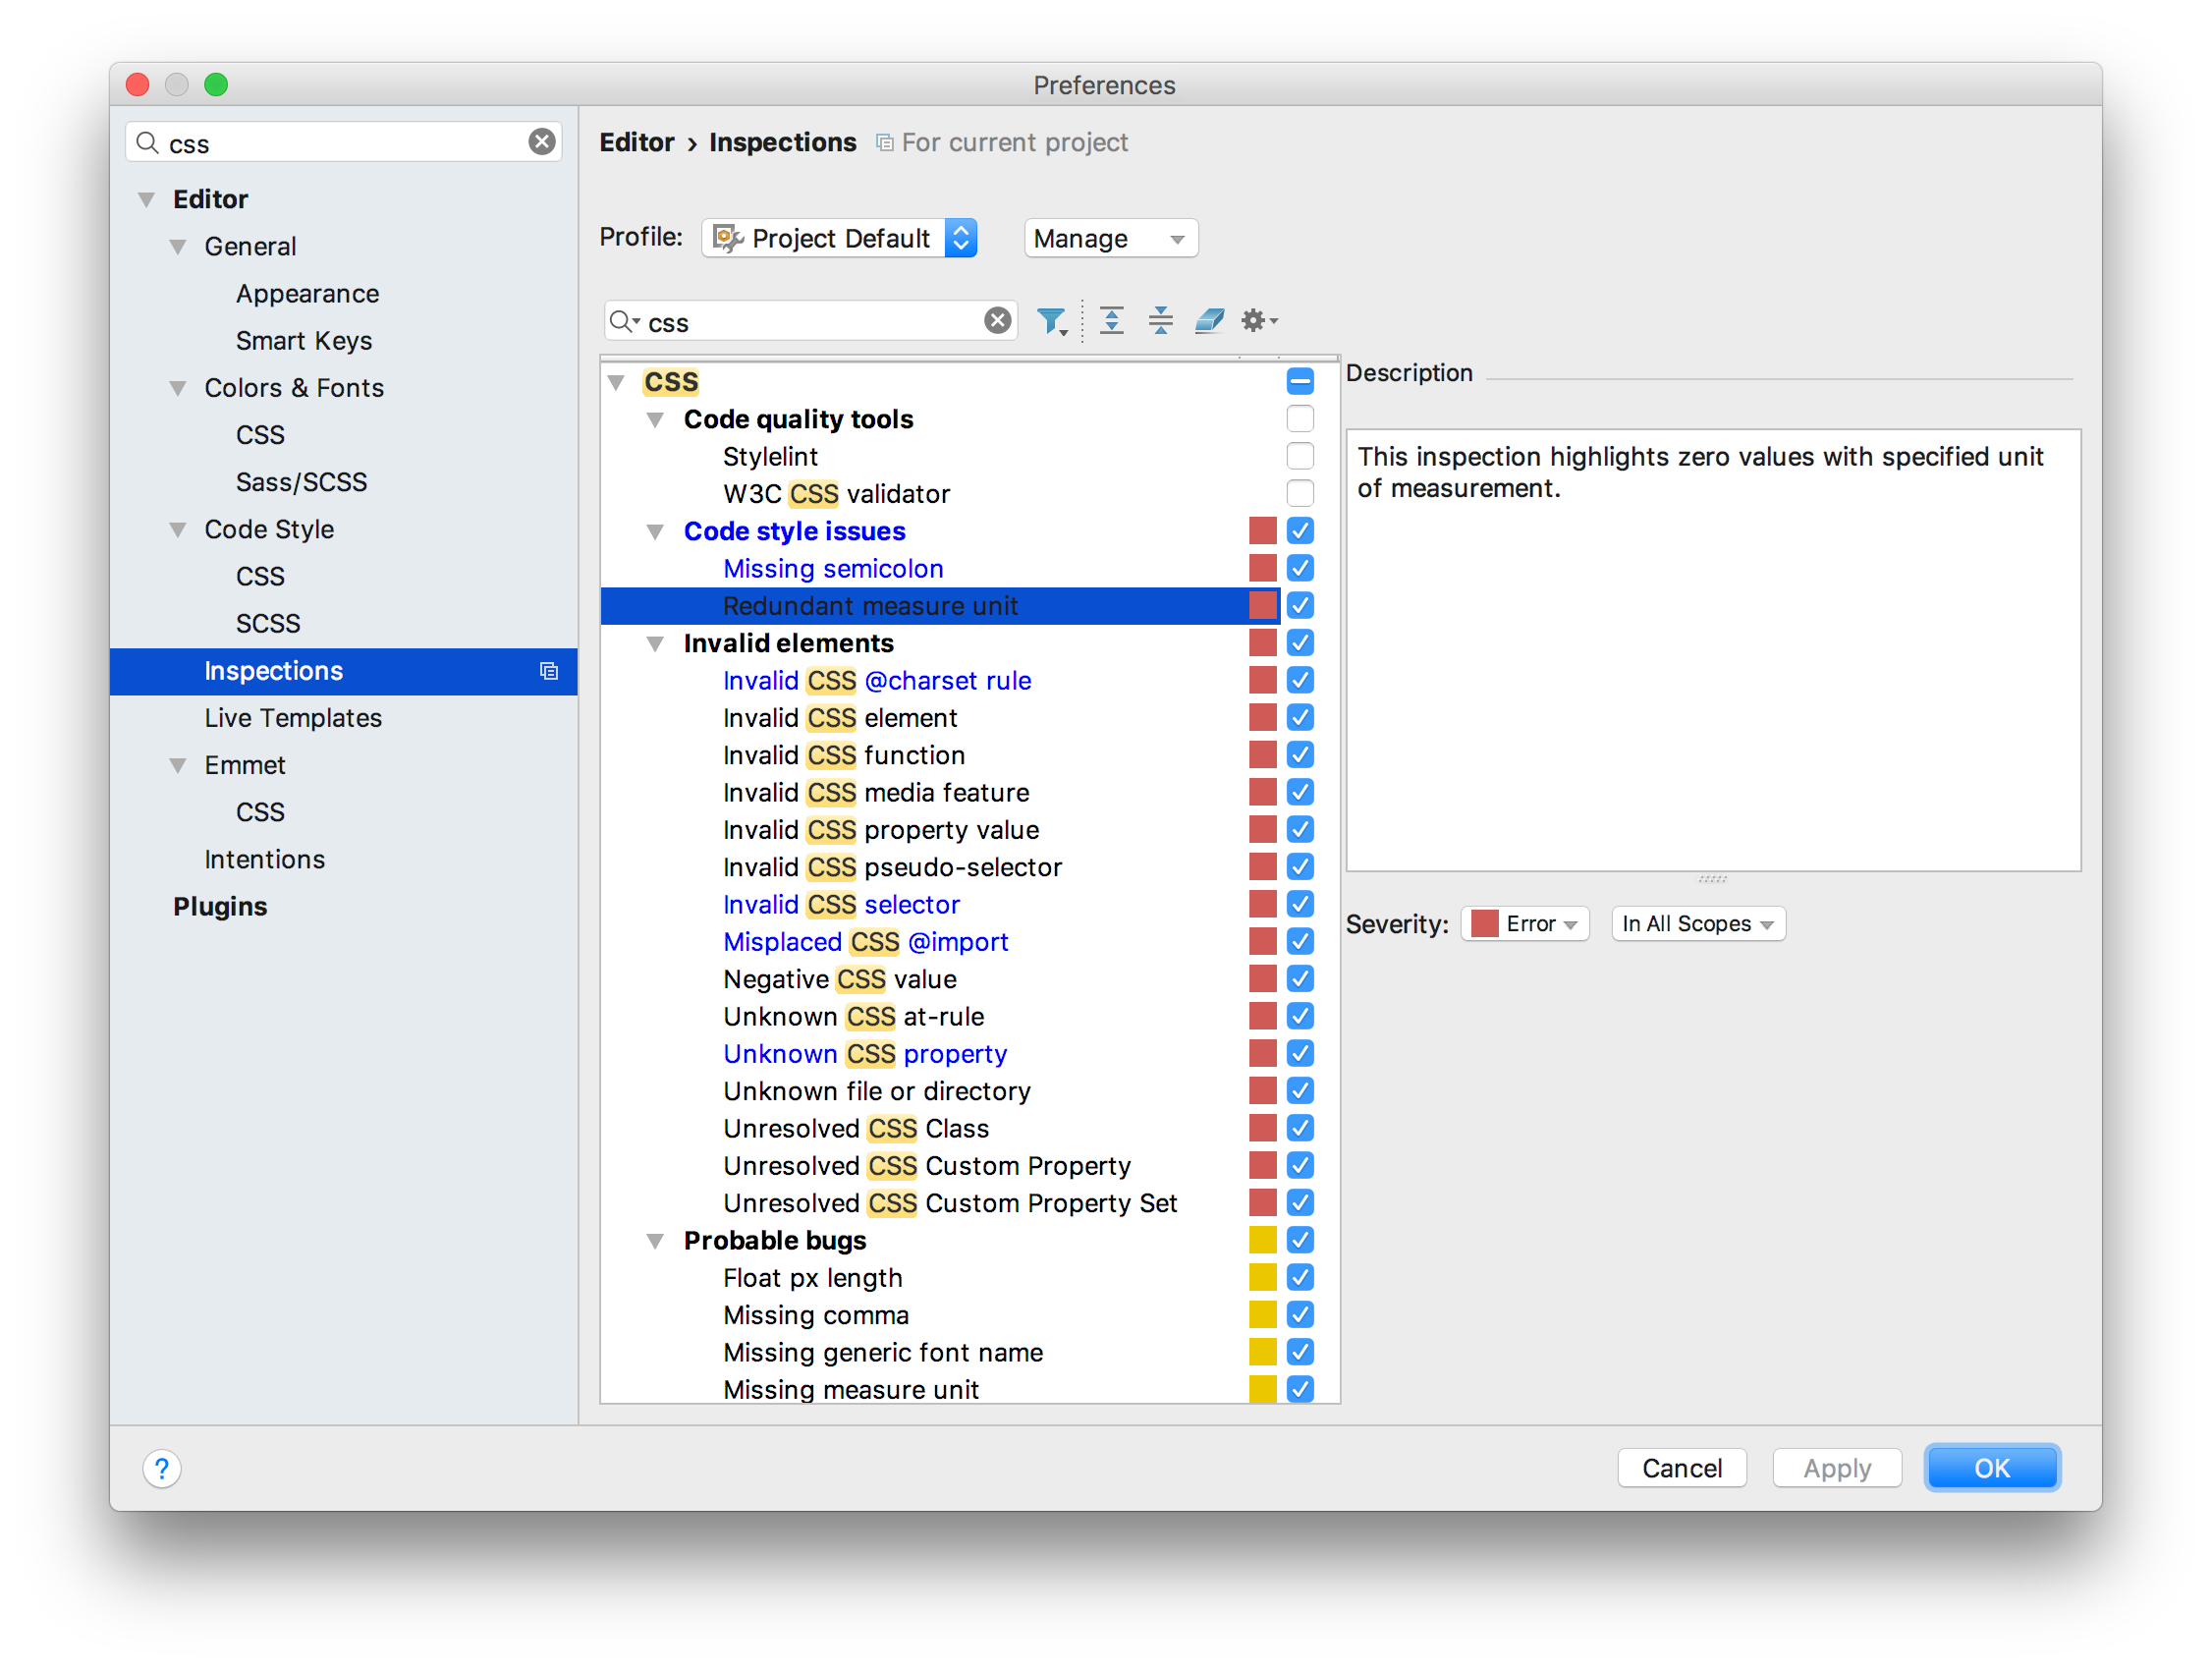 Preferences
css
Editor
General
Appearance
Smart Keys
Colors & Fonts
CSS
Sass/SCSS
Code Style
CSS
SCSS
Inspections
Live Templates
Emmet
CSS
Intentions
Plugins
Editor › Inspections For current project
Profile: Project Default Manage
css
CSS
Code quality tools
Stylelint
W3C CSS validator
Code style issues
Missing semicolon
Redundant measure unit
Invalid elements
Invalid CSS @charset rule
Invalid CSS element
Invalid CSS function
Invalid CSS media feature
Invalid CSS property value
Invalid CSS pseudo-selector
Invalid CSS selector
Misplaced CSS @import
Negative CSS value
Unknown CSS at-rule
Unknown CSS property
Unknown file or directory
Unresolved CSS Class
Unresolved CSS Custom Property
Unresolved CSS Custom Property Set
Probable bugs
Float px length
Missing comma
Missing generic font name
Missing measure unit
Description
This inspection highlights zero values with specified unit
of measurement.
Severity: Error In All Scopes
? Cancel Apply OK